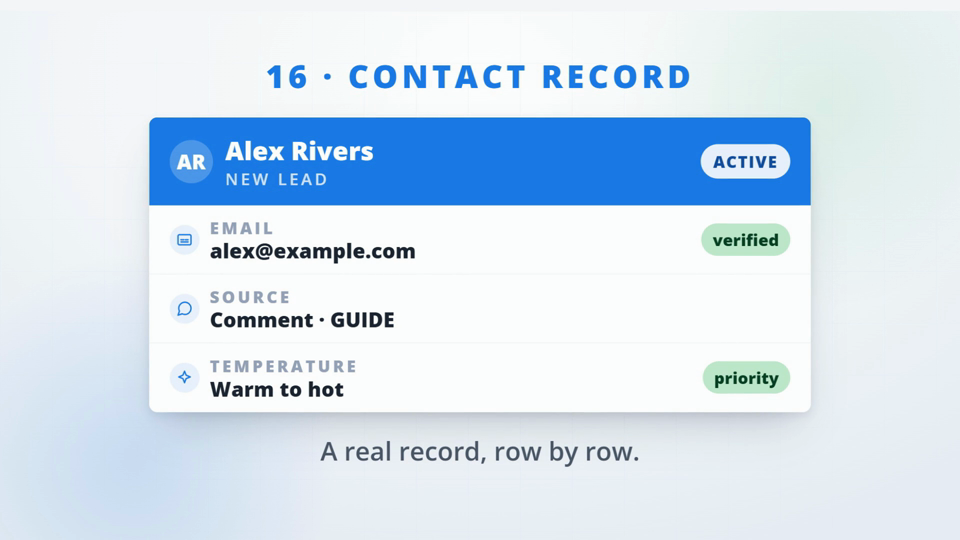 16 · CONTACT RECORD
AR
Alex Rivers
NEW LEAD
ACTIVE
EMAIL
alex@example.com
verified
SOURCE
Comment · GUIDE
TEMPERATURE
Warm to hot
priority
A real record, row by row.